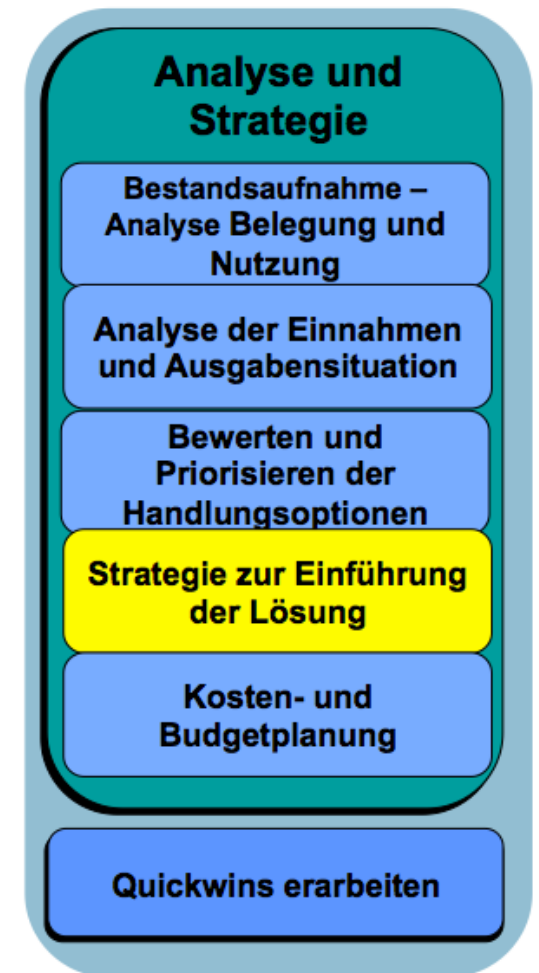 Analyse und
Strategie
Bestandsaufnahme –
Analyse Belegung und
Nutzung
Analyse der Einnahmen
und Ausgabensituation
Bewerten und
Priorisieren der
Handlungsoptionen
Strategie zur Einführung
der Lösung
Kosten- und
Budgetplanung
Quickwins erarbeiten